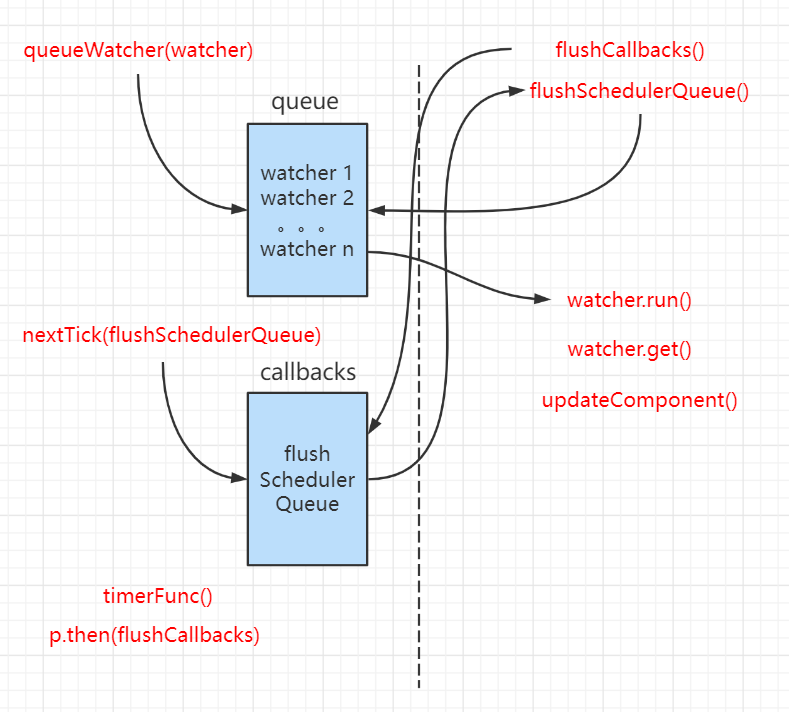 queueWatcher(watcher)
queue
watcher 1
watcher 2
。。。
watcher n
nextTick(flushSchedulerQueue)
callbacks
flush
Scheduler
Queue
timerFunc()
p.then(flushCallbacks)
flushCallbacks()
flushSchedulerQueue()
watcher.run()
watcher.get()
updateComponent()